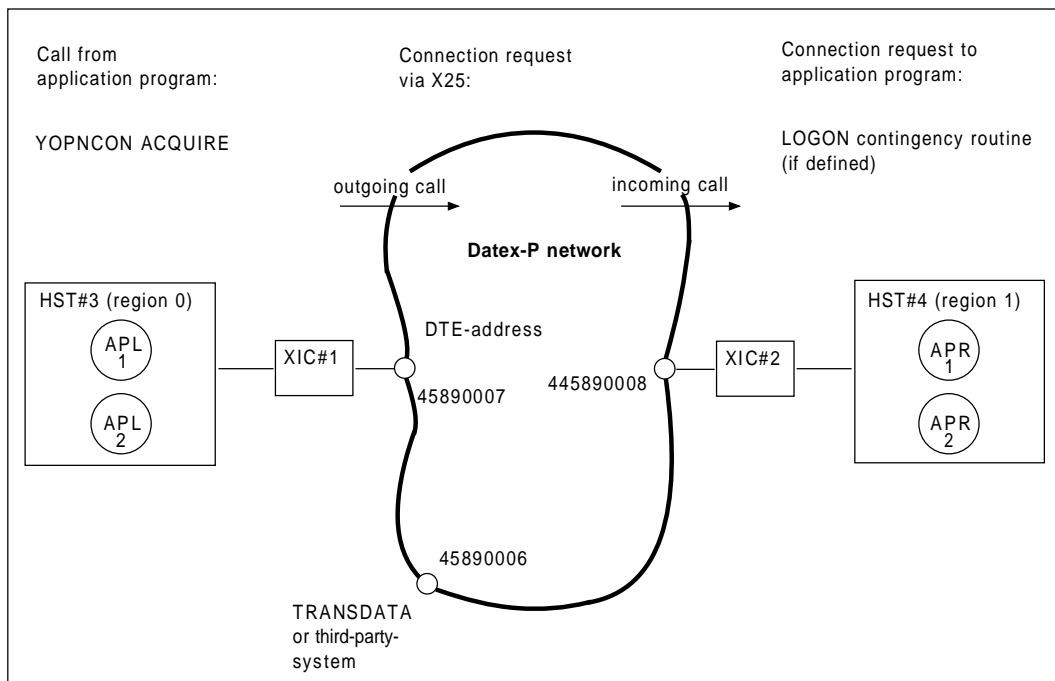 Call from
application program:
YOPNCON ACQUIRE
Connection request
via X25:
Connection request to
application program:
LOGON contingency routine
(if defined)
outgoing call
incoming call
Datex-P network
HST#3 (region 0)
APL
1
APL
2
XIC#1
DTE-address
45890007
445890008
XIC#2
HST#4 (region 1)
APR
1
APR
2
45890006
TRANSDATA
or third-party-
system